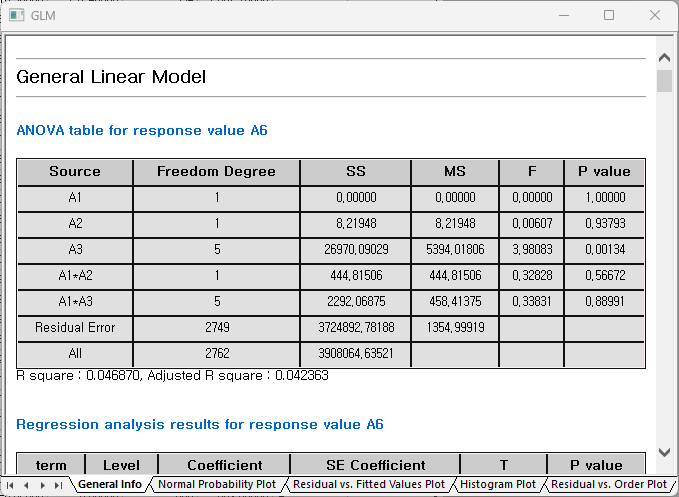 GLM
General Linear Model
ANOVA table for response value A6
Source Freedom Degree SS MS F P value
A1 1 0,00000 0,00000 0,00000 1,00000
A2 1 8,21948 8,21948 0,00607 0,93793
A3 5 26970,09029 5394,01806 3,98083 0,00134
A1*A2 1 444,81506 444,81506 0,32828 0,56672
A1*A3 5 2292,06875 458,41375 0,33831 0,88991
Residual Error 2749 3724892,78188 1354,99919
All 2762 3908064,63521
R square : 0.046870, Adjusted R square : 0.042363
Regression analysis results for response value A6
term Level Coefficient SE Coefficient T P value
General Info Normal Probability Plot Residual vs. Fitted Values Plot Histogram Plot Residual vs. Order Plot